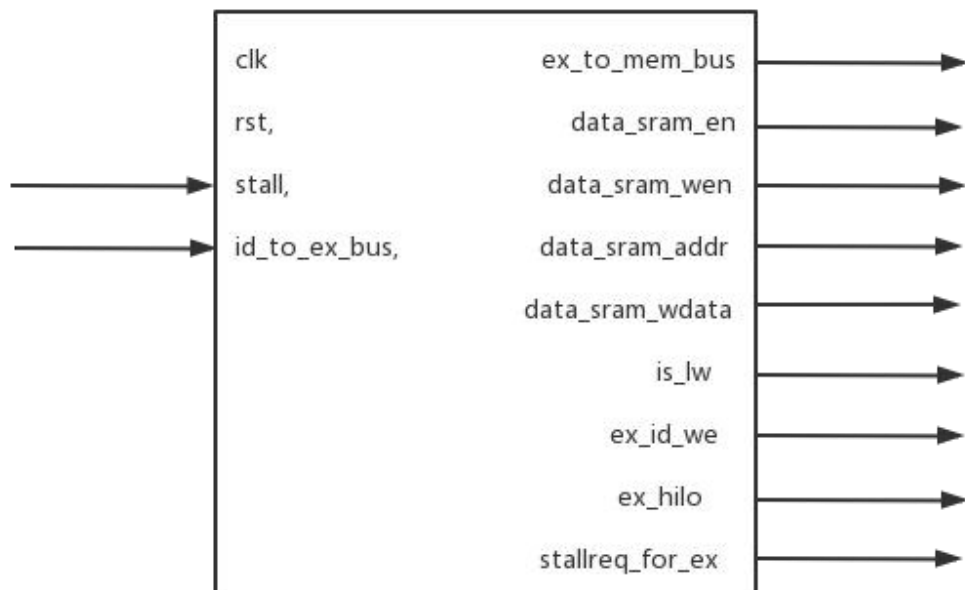 clk
rst,
stall,
id_to_ex_bus,
ex_to_mem_bus
data_sram_en
data_sram_wen
data_sram_addr
data_sram_wdata
is_lw
ex_id_we
ex_hilo
stallreq_for_ex